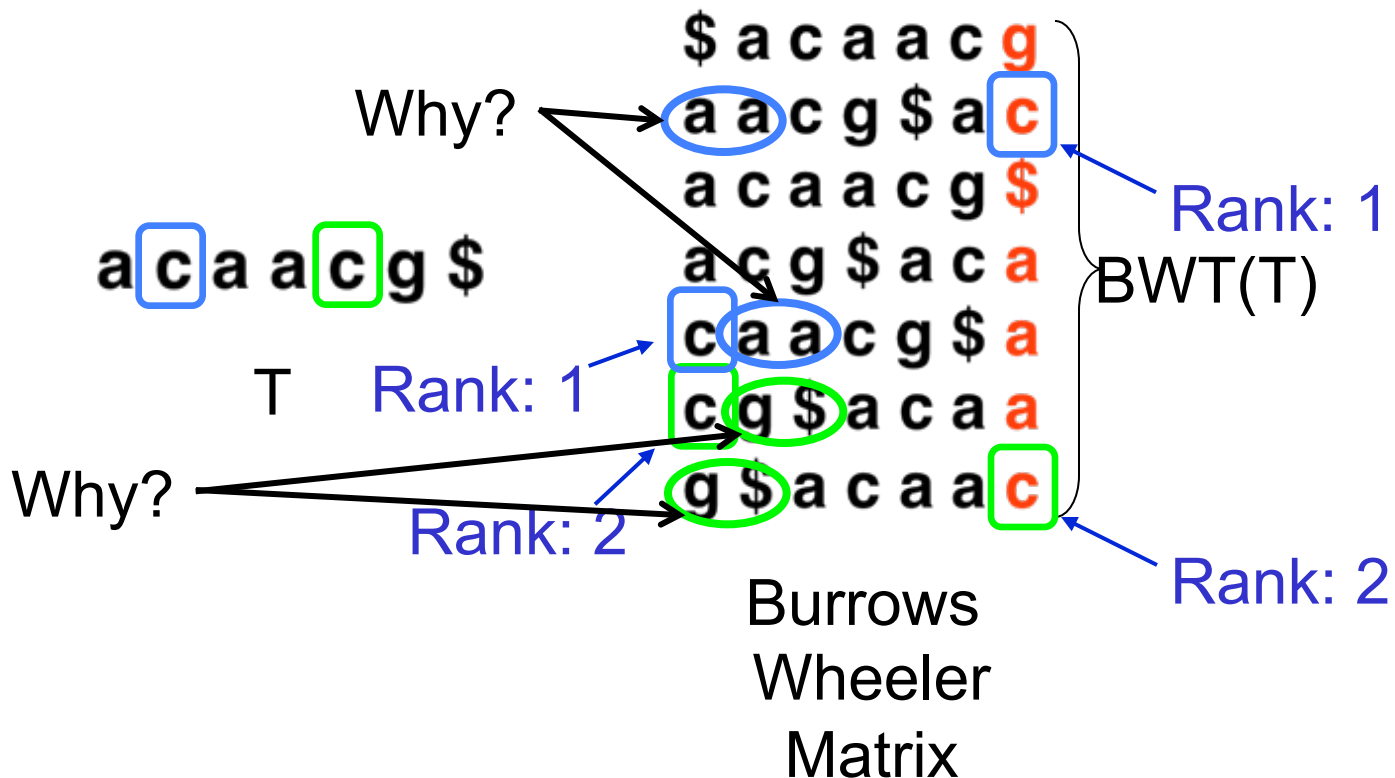 $ a c a a c g
Why?
a a c g $ a c
a c a a c g $
Rank: 1
a c a a c g $
a c g $ a c a
BWT(T)
c a a c g $ a
T
Rank: 1
c g $ a c a a
Why?
g $ a c a a c
Rank: 2
Rank: 2
Burrows
Wheeler
Matrix